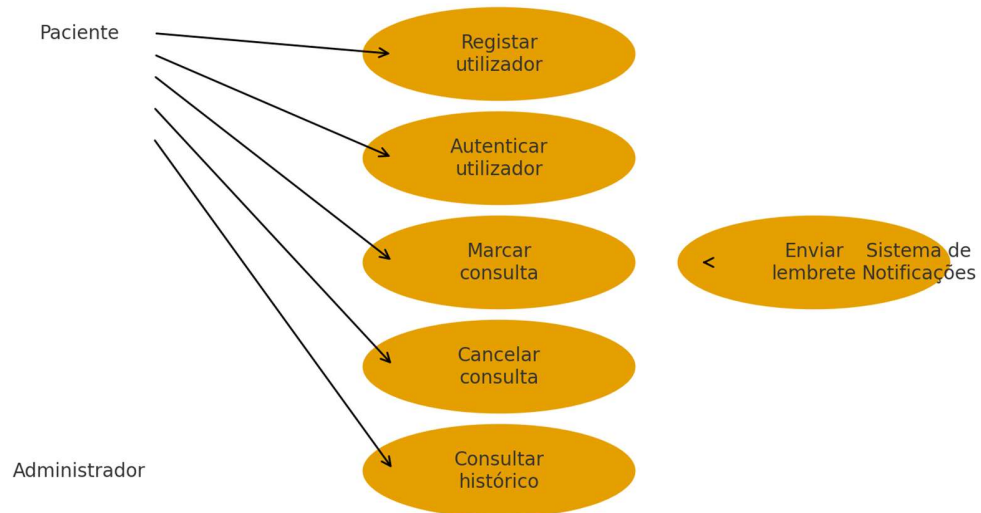 Paciente
Registar
utilizador
Autenticar
utilizador
Marcar
consulta
Enviar
lembrete
Sistema de
Notificações
Cancelar
consulta
Consultar
histórico
Administrador